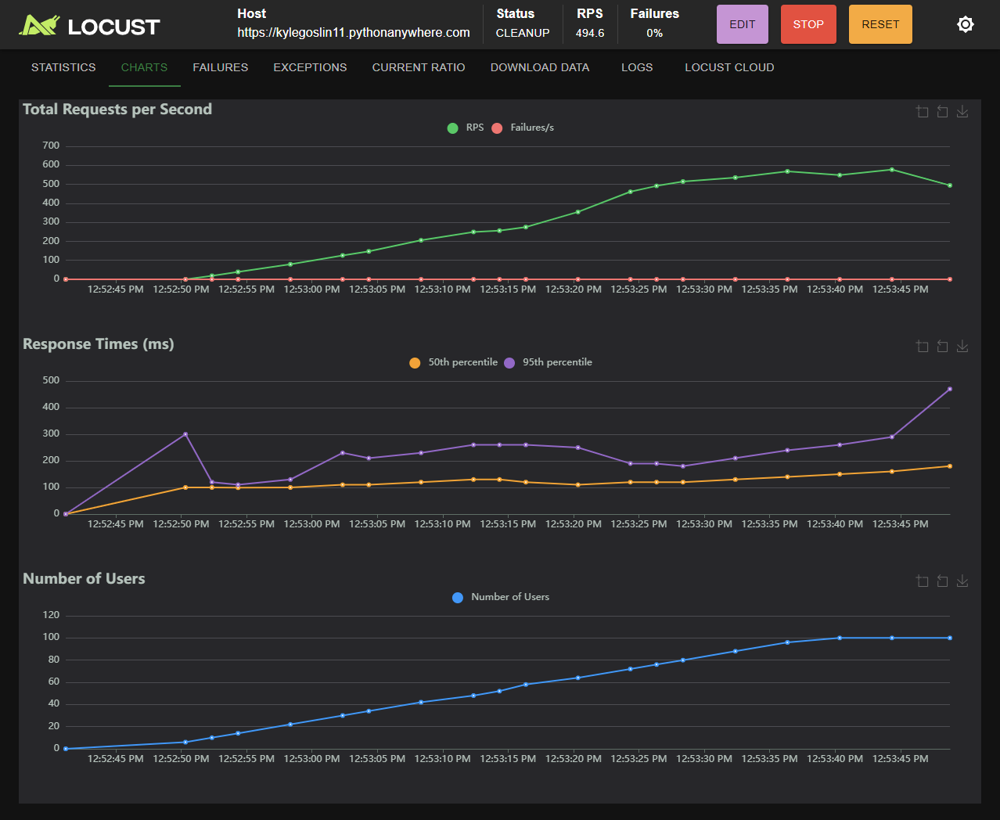 LOCUST
Host
https://kylegoslin11.pythonanywhere.com
Status
CLEANUP
RPS
494.6
Failures
0%
EDIT
STOP
RESET
STATISTICS CHARTS FAILURES EXCEPTIONS CURRENT RATIO DOWNLOAD DATA LOGS LOCUST CLOUD
Total Requests per Second
RPS Failures/s
700
600
500
400
300
200
100
0
12:52:45 PM 12:52:50 PM 12:52:55 PM 12:53:00 PM 12:53:05 PM 12:53:10 PM 12:53:15 PM 12:53:20 PM 12:53:25 PM 12:53:30 PM 12:53:35 PM 12:53:40 PM 12:53:45 PM
Response Times (ms)
50th percentile 95th percentile
500
400
300
200
100
0
12:52:45 PM 12:52:50 PM 12:52:55 PM 12:53:00 PM 12:53:05 PM 12:53:10 PM 12:53:15 PM 12:53:20 PM 12:53:25 PM 12:53:30 PM 12:53:35 PM 12:53:40 PM 12:53:45 PM
Number of Users
Number of Users
120
100
80
60
40
20
0
12:52:45 PM 12:52:50 PM 12:52:55 PM 12:53:00 PM 12:53:05 PM 12:53:10 PM 12:53:15 PM 12:53:20 PM 12:53:25 PM 12:53:30 PM 12:53:35 PM 12:53:40 PM 12:53:45 PM